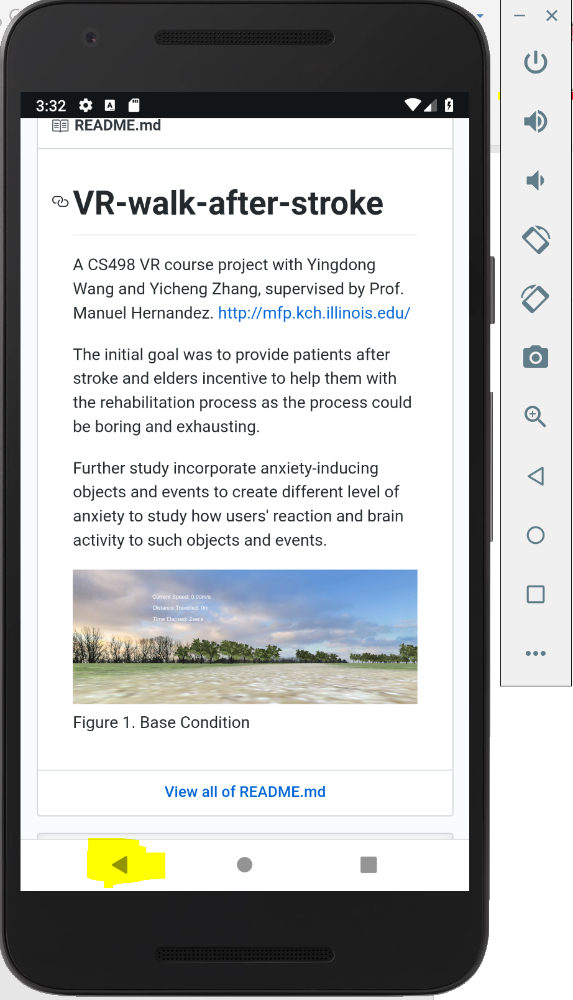 3:32
README.md
VR-walk-after-stroke
A CS498 VR course project with Yingdong
Wang and Yicheng Zhang, supervised by Prof.
Manuel Hernandez. http://mfp.kch.illinois.edu/
The initial goal was to provide patients after
stroke and elders incentive to help them with
the rehabilitation process as the process could
be boring and exhausting.
Further study incorporate anxiety-inducing
objects and events to create different level of
anxiety to study how users' reaction and brain
activity to such objects and events.
Current Speed: 0.00m/s
Distance Travelled: 0m
Time Elapsed: 2secs
Figure 1. Base Condition
View all of README.md